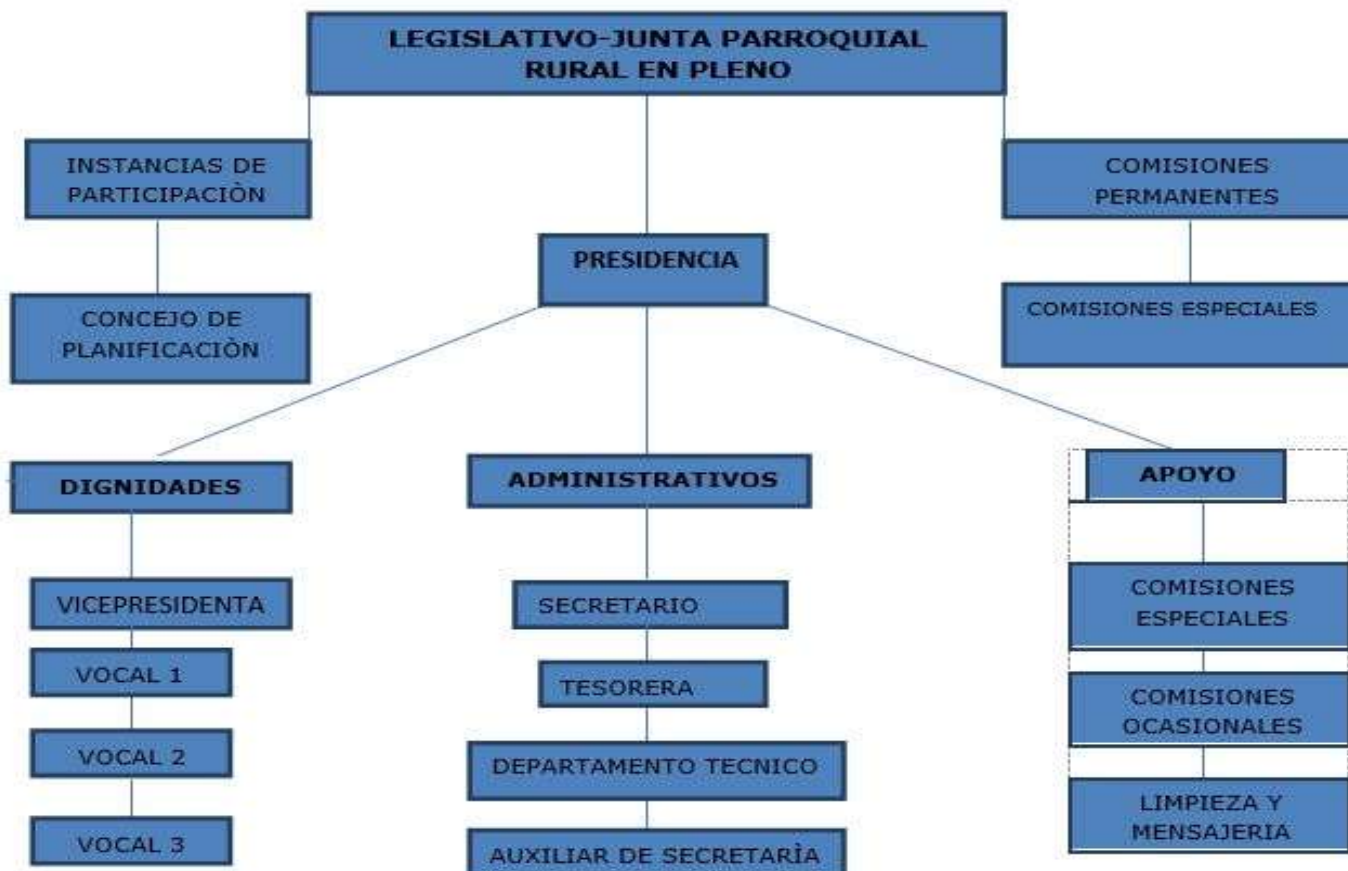 LEGISLATIVO-JUNTA PARROQUIAL
RURAL EN PLENO
INSTANCIAS DE
PARTICIPACIÒN
COMISIONES
PERMANENTES
PRESIDENCIA
CONCEJO DE
PLANIFICACIÒN
COMISIONES ESPECIALES
DIGNIDADES
VICEPRESIDENTA
VOCAL 1
VOCAL 2
VOCAL 3
ADMINISTRATIVOS
SECRETARIO
TESORERA
DEPARTAMENTO TECNICO
AUXILIAR DE SECRETARÌA
APOYO
COMISIONES
ESPECIALES
COMISIONES
OCASIONALES
LIMPIEZA Y
MENSAJERIA